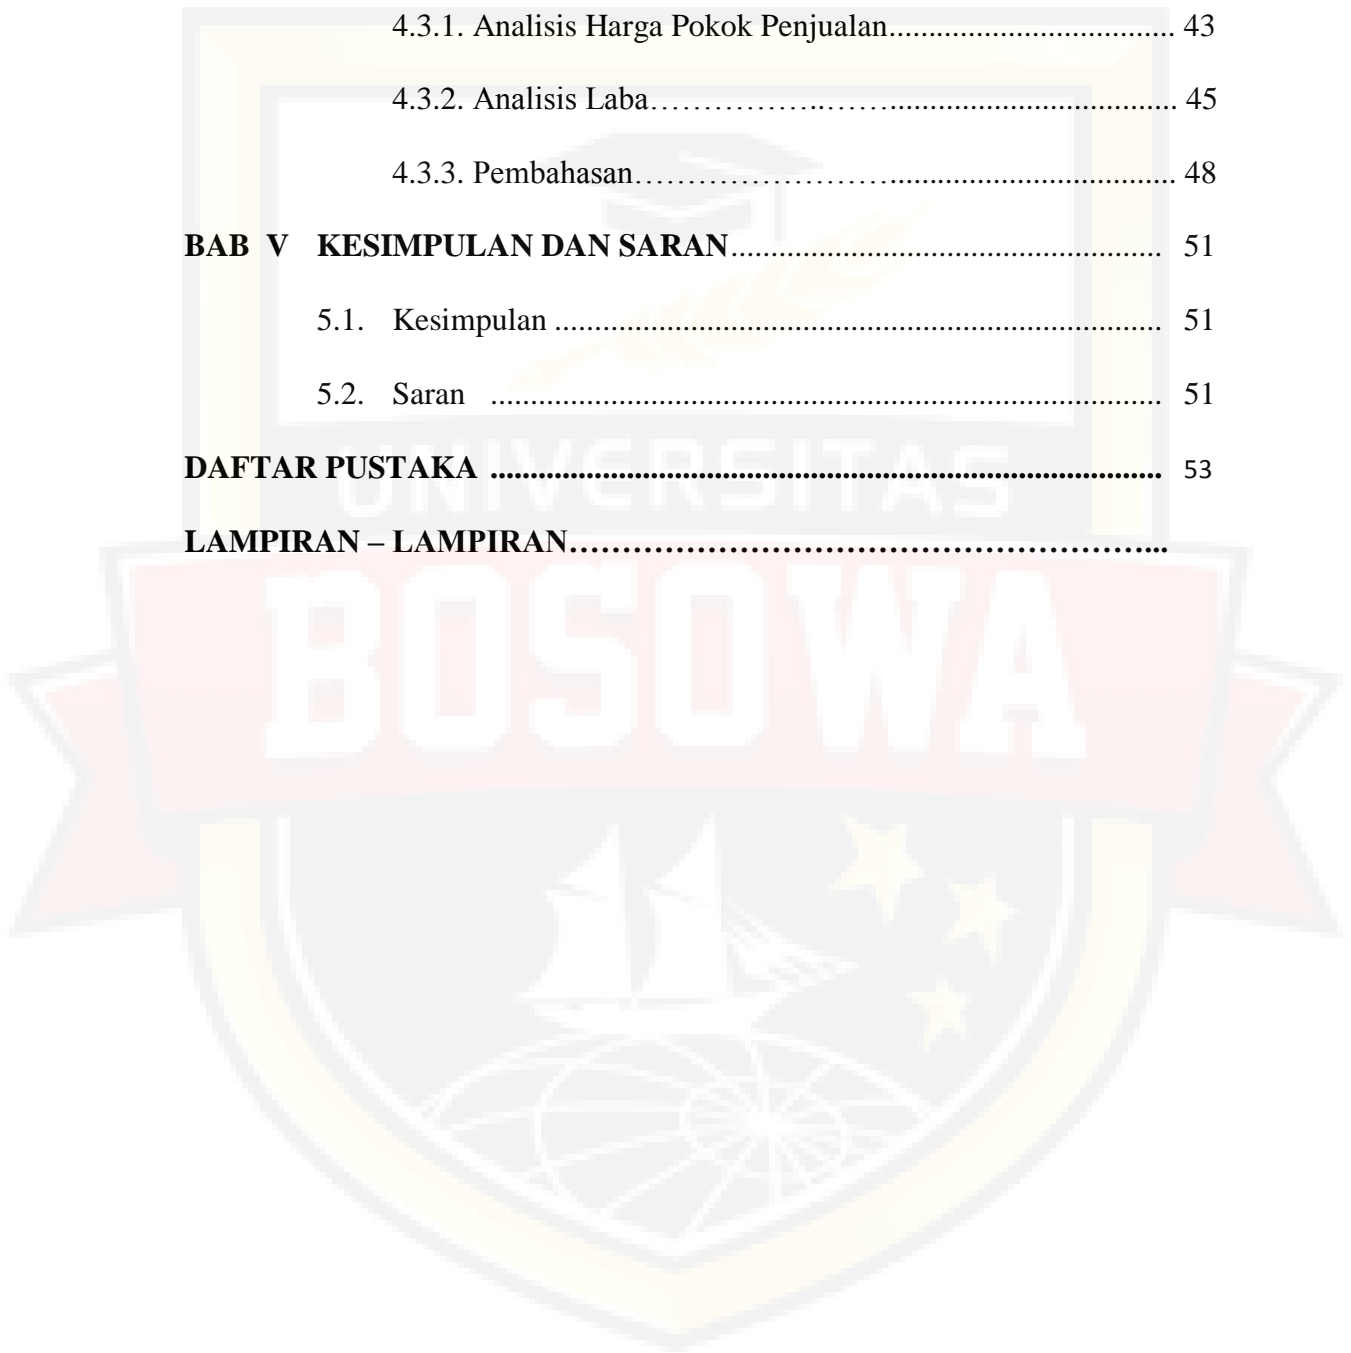 4.3.1. Analisis Harga Pokok Penjualan.................................... 43
4.3.2. Analisis Laba……………..……..................................... 45
4.3.3. Pembahasan……………………..................................... 48
BAB V KESIMPULAN DAN SARAN...................................................... 51
5.1. Kesimpulan ............................................................................ 51
5.2. Saran .................................................................................... 51
DAFTAR PUSTAKA .................................................................................... 53
LAMPIRAN – LAMPIRAN………………………………………………...
UNIVERSITAS
BOSOWA